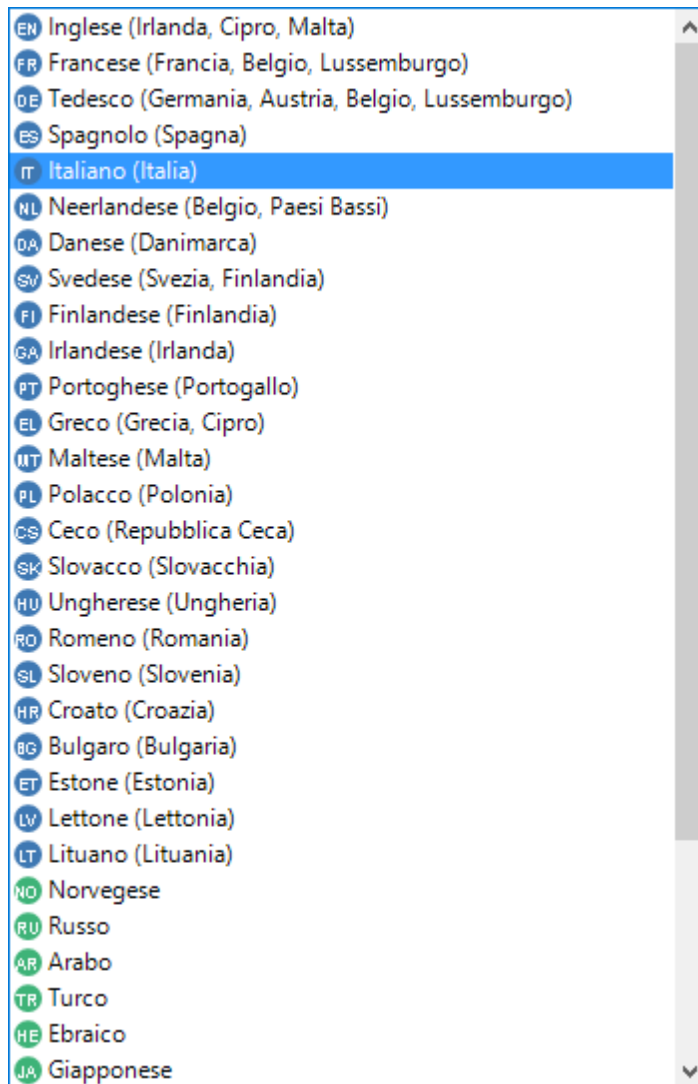 EN Inglese (Irlanda, Cipro, Malta)
FR Francese (Francia, Belgio, Lussemburgo)
DE Tedesco (Germania, Austria, Belgio, Lussemburgo)
ES Spagnolo (Spagna)
IT Italiano (Italia)
NL Neerlandese (Belgio, Paesi Bassi)
DA Danese (Danimarca)
SV Svedese (Svezia, Finlandia)
FI Finlandese (Finlandia)
GA Irlandese (Irlanda)
PT Portoghese (Portogallo)
EL Greco (Grecia, Cipro)
MT Maltese (Malta)
PL Polacco (Polonia)
CS Ceco (Repubblica Ceca)
SK Slovacco (Slovacchia)
HU Ungherese (Ungheria)
RO Romeno (Romania)
SL Sloveno (Slovenia)
HR Croato (Croazia)
BG Bulgaro (Bulgaria)
ET Estone (Estonia)
LV Lettone (Lettonia)
LT Lituano (Lituania)
NO Norvegese
RU Russo
AR Arabo
TR Turco
HE Ebraico
JA Giapponese